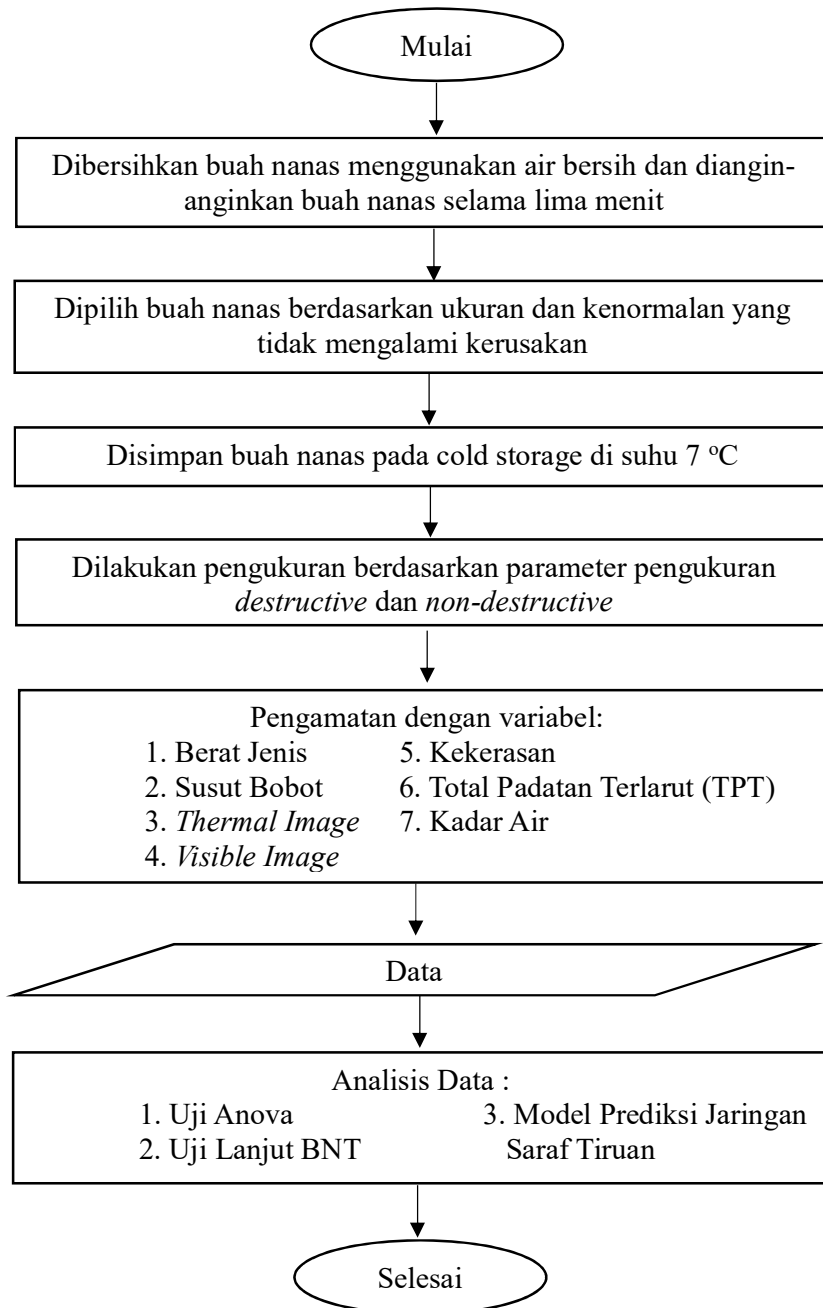 Mulai
Dibersihkan buah nanas menggunakan air bersih dan diangin-
anginkan buah nanas selama lima menit
Dipilih buah nanas berdasarkan ukuran dan kenormalan yang
tidak mengalami kerusakan
Disimpan buah nanas pada cold storage di suhu 7 °C
Dilakukan pengukuran berdasarkan parameter pengukuran
destructive dan non-destructive
Pengamatan dengan variabel:
1. Berat Jenis
2. Susut Bobot
3. Thermal Image
4. Visible Image
5. Kekerasan
6. Total Padatan Terlarut (TPT)
7. Kadar Air
Data
Analisis Data :
1. Uji Anova
2. Uji Lanjut BNT
3. Model Prediksi Jaringan
Saraf Tiruan
Selesai